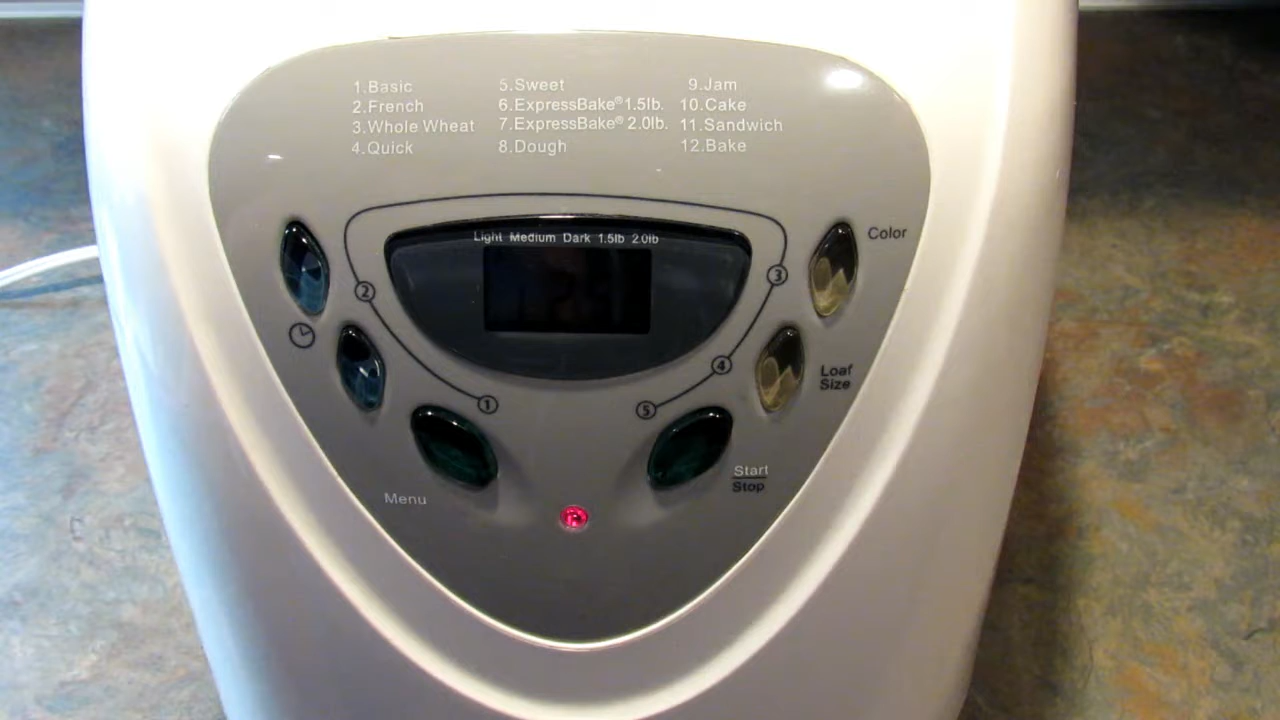 1.Basic
2.French
3.Whole Wheat
4.Quick
5.Sweet
6.ExpressBake® 1.5lb.
7.ExpressBake® 2.0lb.
8.Dough
9.Jam
10.Cake
11.Sandwich
12.Bake
Light Medium Dark 1.5lb 2.0lb
Color
2
3
4
Loaf
Size
1
5
Start
Stop
Menu